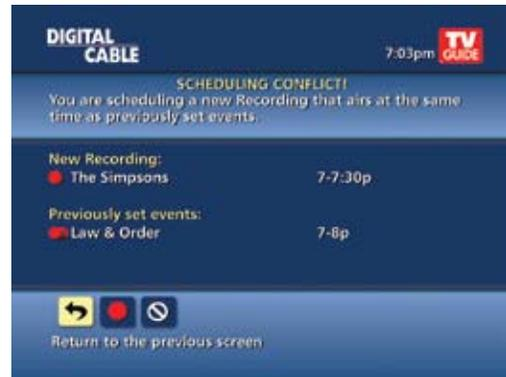 DIGITAL
CABLE
7:03pm TV
GUIDE
SCHEDULING CONFLICT!
You are scheduling a new Recording that airs at the same
time as previously set events.
New Recording:
The Simpsons 7-7:30p
Previously set events:
Law & Order 7-8p
Return to the previous screen